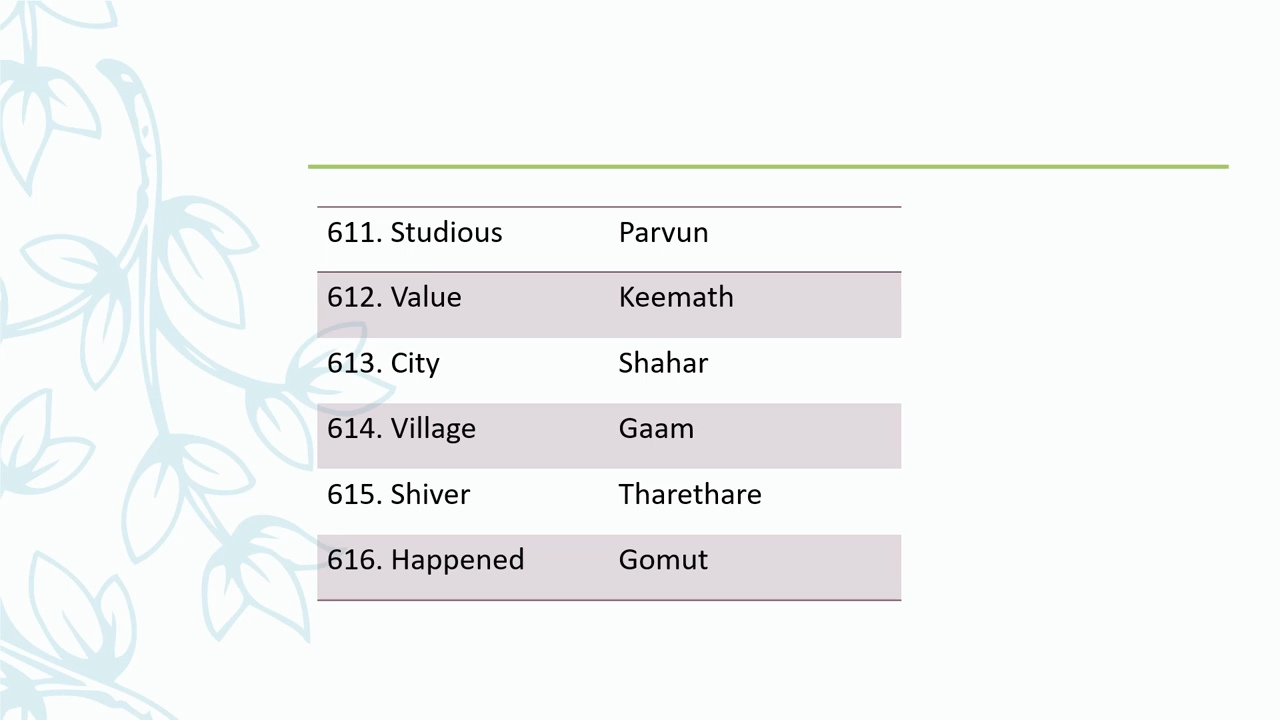 611. Studious Parvun
612. Value Keemath
613. City Shahar
614. Village Gaam
615. Shiver Tharethare
616. Happened Gomut